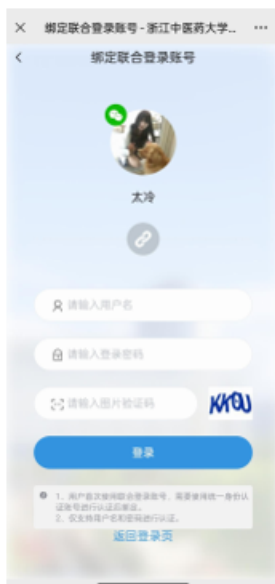 绑定联合登录账号 - 浙江中医药大学...
绑定联合登录账号
太冷
请输入用户名
请输入登录密码
请输入图片验证码
KKOU
登录
1、用户首次使用联合登录账号，需要使用统一身份认
证账号进行认证后绑定。
2、仅支持用户名和密码进行认证。
返回登录页